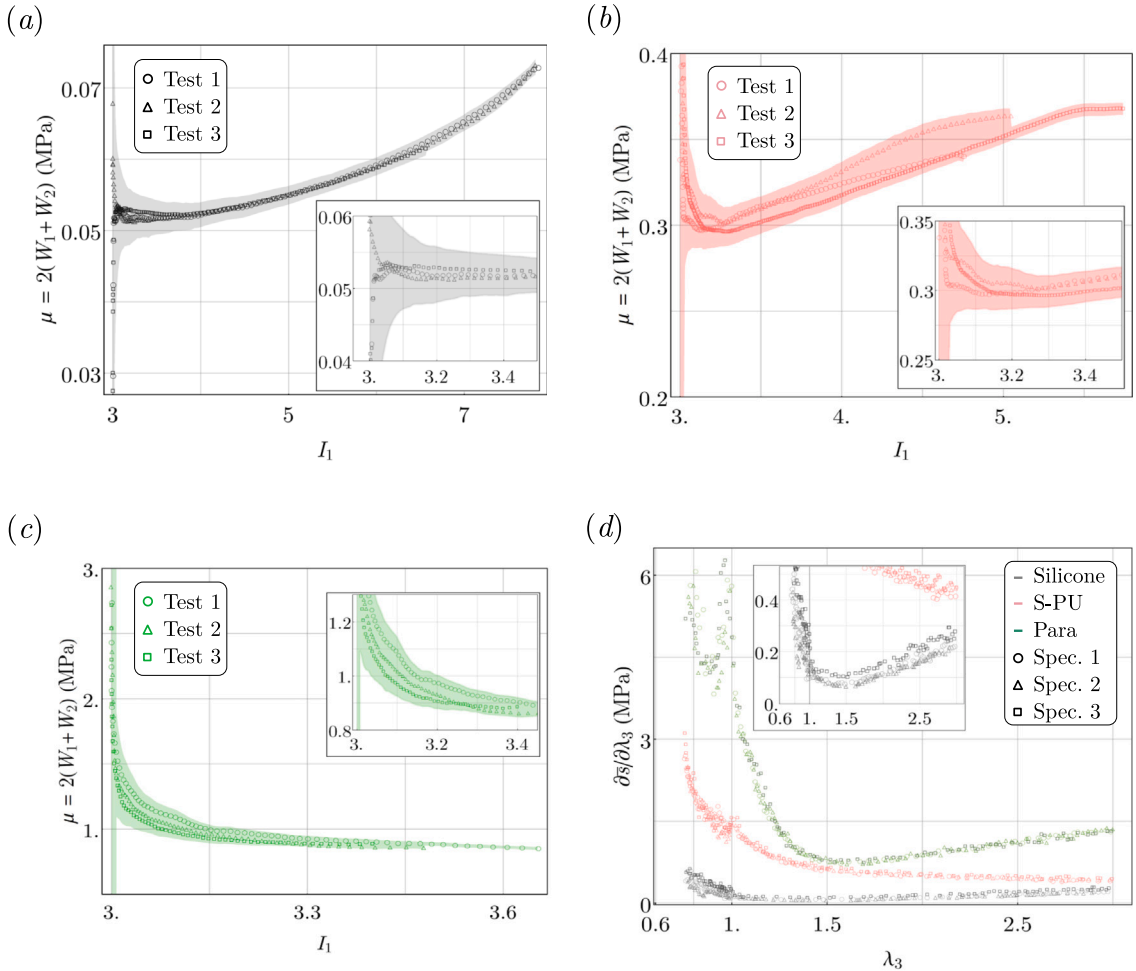 (a)
μ = 2(W₁+ W₂) (MPa)
0.07
0.05
0.03
Test 1
Test 2
Test 3
0.06
0.05
0.04
3.
3.2
3.4
3
5
7
I₁
(b)
μ = 2(W₁+ W₂) (MPa)
0.4
0.3
0.2
Test 1
Test 2
Test 3
0.35
0.3
0.25
3.
3.2
3.4
3.
4.
5.
I₁
(c)
μ = 2(W₁+ W₂) (MPa)
3.
2.
1.
Test 1
Test 2
Test 3
1.2
1.
0.8
3.
3.2
3.4
3.
3.3
3.6
I₁
(d)
∂s̄/∂λ₃ (MPa)
6
3
0
0.4
0.2
0.
0.6
1.
1.5
2.5
Silicone
S-PU
Para
Spec. 1
Spec. 2
Spec. 3
0.6
1.
1.5
2.5
λ₃